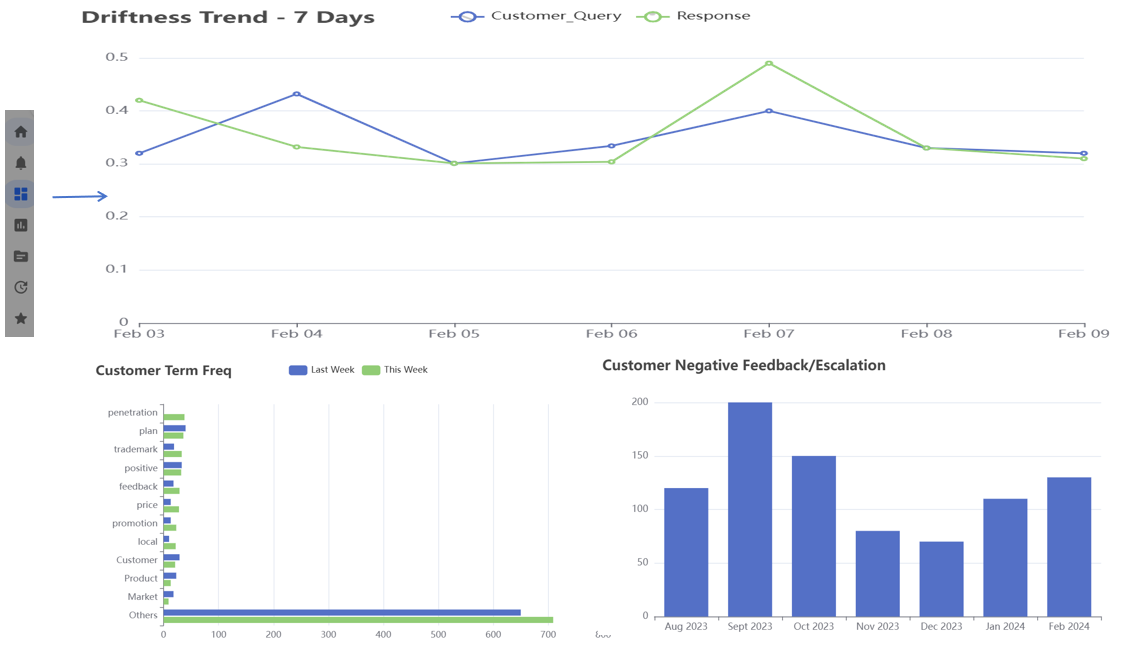 Driftness Trend - 7 Days
Customer_Query
Response
0.5
0.4
0.3
0.2
0.1
0
Feb 03
Feb 04
Feb 05
Feb 06
Feb 07
Feb 08
Feb 09
Customer Term Freq
Last Week
This Week
penetration
plan
trademark
positive
feedback
price
promotion
local
Customer
Product
Market
Others
0
100
200
300
400
500
600
700
Customer Negative Feedback/Escalation
200
150
100
50
0
Aug 2023
Sept 2023
Oct 2023
Nov 2023
Dec 2023
Jan 2024
Feb 2024